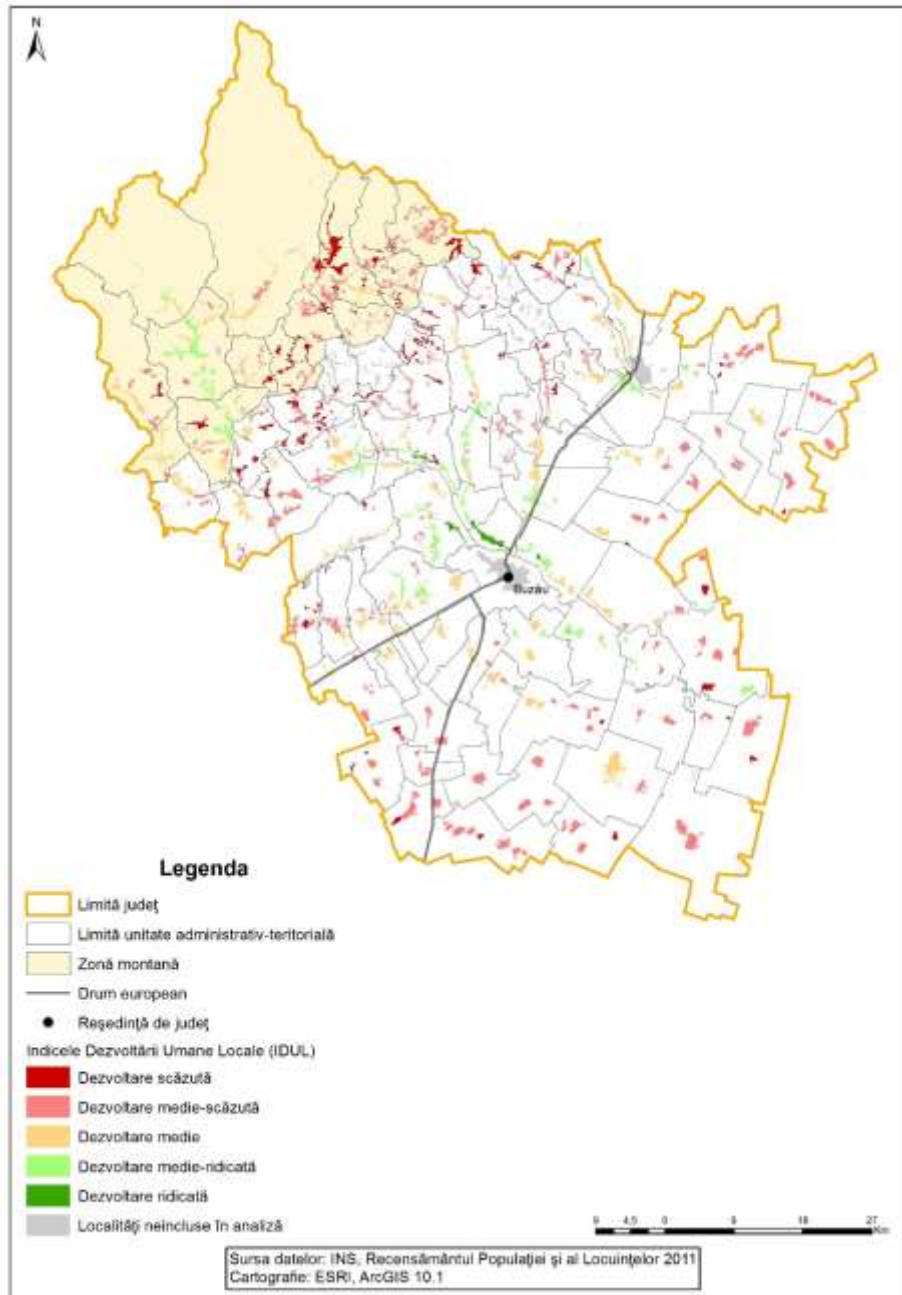 N
Buzău
Legenda
Limită județ
Limită unitate administrativ-teritorială
Zonă montană
Drum european
Reşedinţă de judeţ
Indicele Dezvoltării Umane Locale (IDUL)
Dezvoltare scăzută
Dezvoltare medie-scăzută
Dezvoltare medie
Dezvoltare medie-ridicată
Dezvoltare ridicată
Localităţi neincluse în analiză
9 4,5 0 9 18 27
Km
Sursa datelor: INS, Recensământul Populaţiei şi al Locuinţelor 2011
Cartografie: ESRI, ArcGIS 10.1